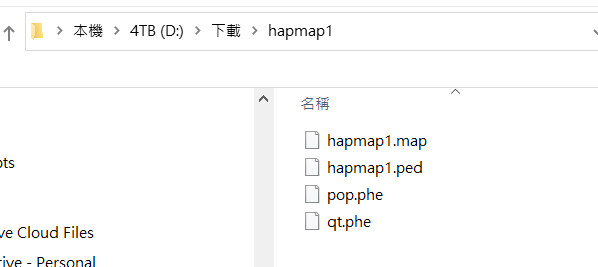 本機 > 4TB (D:) > 下載 > hapmap1
名稱
hapmap1.map
hapmap1.ped
pop.phe
qt.phe
pts
ve Cloud Files
rive - Personal